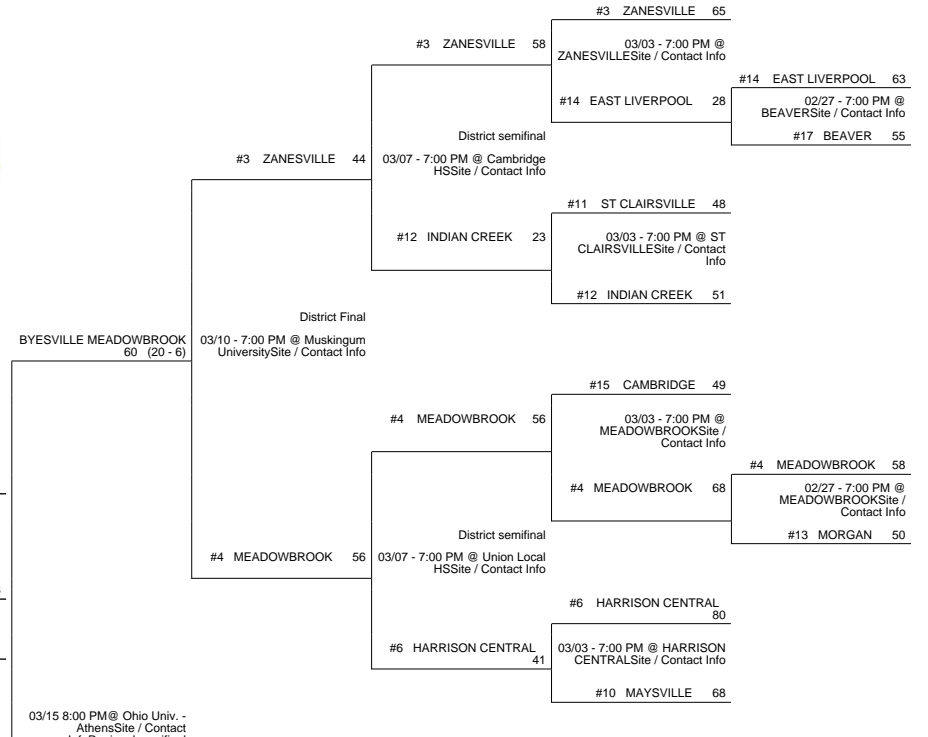 #3 ZANESVILLE 65
#3 ZANESVILLE 58
03/03 - 7:00 PM @
ZANESVILLESite / Contact Info
#14 EAST LIVERPOOL 63
#14 EAST LIVERPOOL 28
02/27 - 7:00 PM @
BEAVERSite / Contact Info
#17 BEAVER 55
District semifinal
#3 ZANESVILLE 44
03/07 - 7:00 PM @ Cambridge
HSSite / Contact Info
#11 ST CLAIRSVILLE 48
#12 INDIAN CREEK 23
03/03 - 7:00 PM @ ST
CLAIRSVILLESite / Contact
Info
#12 INDIAN CREEK 51
District Final
BYESVILLE MEADOWBROOK
60 (20 - 6)
03/10 - 7:00 PM @ Muskingum
UniversitySite / Contact Info
#15 CAMBRIDGE 49
#4 MEADOWBROOK 56
03/03 - 7:00 PM @
MEADOWBROOKSite /
Contact Info
#4 MEADOWBROOK 58
#4 MEADOWBROOK 68
02/27 - 7:00 PM @
MEADOWBROOKSite /
Contact Info
#13 MORGAN 50
District semifinal
#4 MEADOWBROOK 56
03/07 - 7:00 PM @ Union Local
HSSite / Contact Info
#6 HARRISON CENTRAL
80
#6 HARRISON CENTRAL
41
03/03 - 7:00 PM @ HARRISON
CENTRALSite / Contact Info
#10 MAYSVILLE 68
03/15 8:00 PM@ Ohio Univ. -
AthensSite / Contact